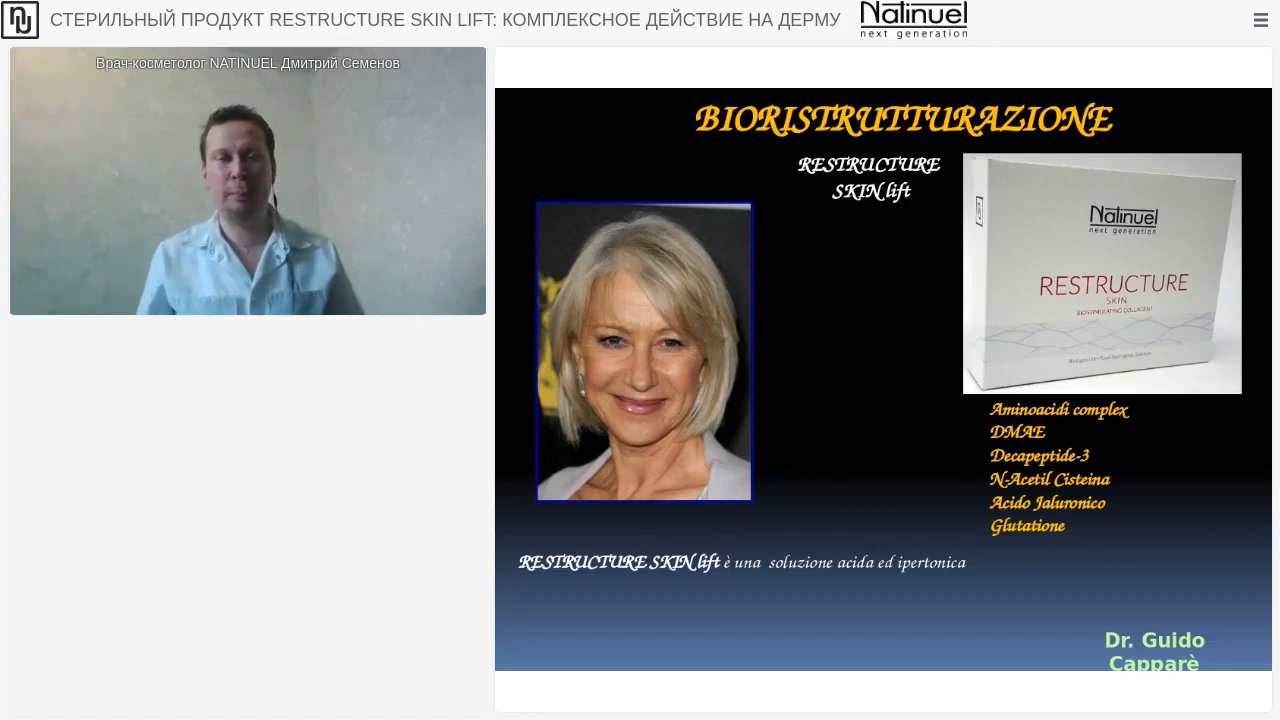 СТЕРИЛЬНЫЙ ПРОДУКТ RESTRUCTURE SKIN LIFT: КОМПЛЕКСНОЕ ДЕЙСТВИЕ НА ДЕРМУ
Natinuel
next generation
Врач-косметолог NATINUEL Дмитрий Семенов
BIORISTRUTTURAZIONE
RESTRUCTURE
SKIN lift
Natinuel
next generation
RESTRUCTURE
SKIN
BIOSTIMULATING COLLAGEN
Aminoacidi complex
DMAE
Decapeptide-3
N-Acetil Cisteina
Acido Jaluronico
Glutatione
RESTRUCTURE SKIN lift è una soluzione acida ed ipertonica
Dr. Guido
Capparè